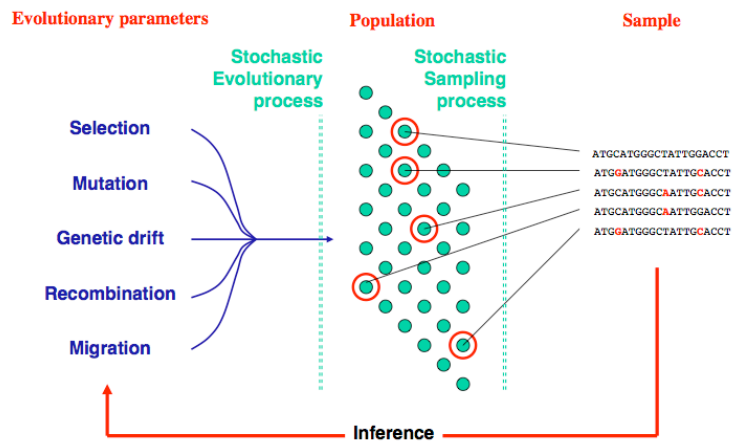 Evolutionary parameters
Population
Sample
Stochastic
Evolutionary
process
Stochastic
Sampling
process
Selection
Mutation
Genetic drift
Recombination
Migration
ATGCATGGGCTATTGGACCT
ATGGATGGGCTATTGCACCT
ATGCATGGGCAATTGCACCT
ATGCATGGGCAATTGGACCT
ATGGATGGGCTATTGCACCT
Inference